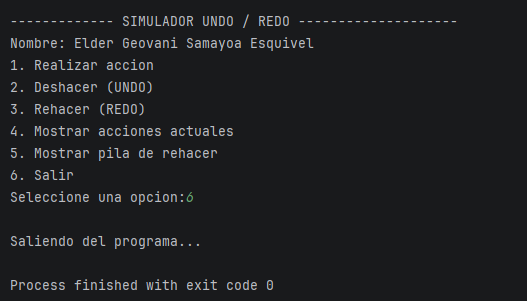 ------------- SIMULADOR UNDO / REDO --------------------
Nombre: Elder Geovani Samayoa Esquivel
1. Realizar accion
2. Deshacer (UNDO)
3. Rehacer (REDO)
4. Mostrar acciones actuales
5. Mostrar pila de rehacer
6. Salir
Seleccione una opcion:6
Saliendo del programa...
Process finished with exit code 0